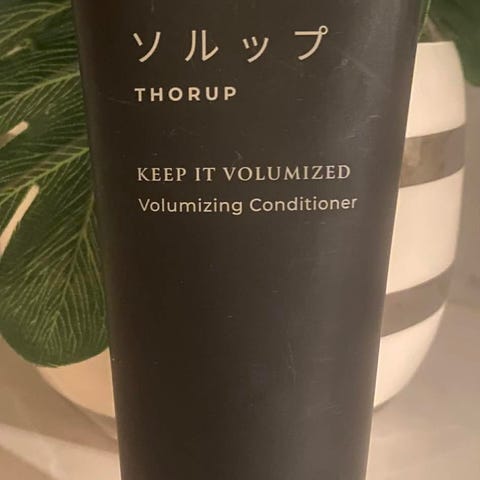 ソルップ
THORUP
KEEP IT VOLUMIZED
Volumizing Conditioner